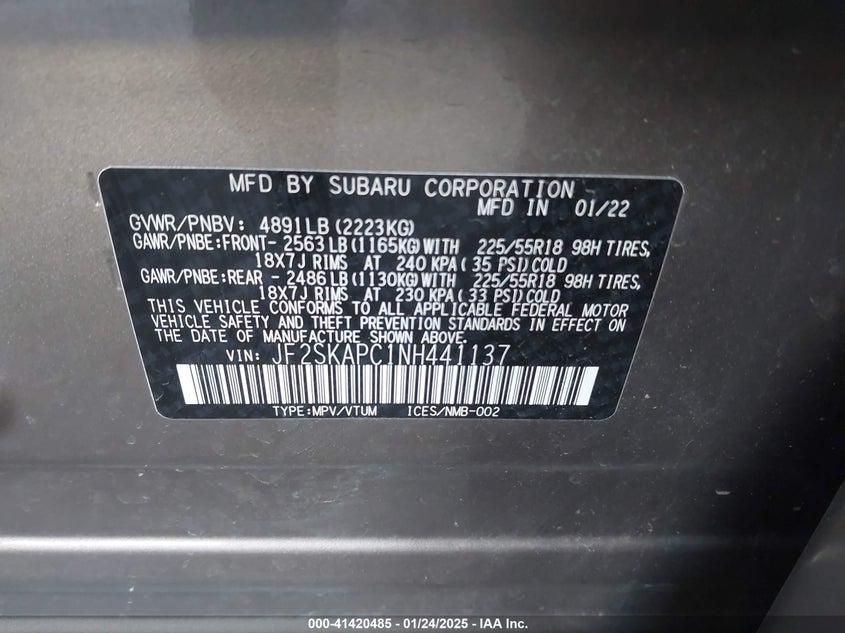 MFD BY SUBARU CORPORATION
MFD IN 01/22
GVWR/PNBV: 4891LB(2223KG)
GAWR/PNBE:FRONT- 2563LB(1165KG)WITH 225/55R18 98H TIRES,
18X7J RIMS AT 240 KPA(35 PSI)COLD
GAWR/PNBE:REAR - 2486LB(1130KG)WITH 225/55R18 98H TIRES,
18X7J RIMS AT 230 KPA(33 PSI)COLD
THIS VEHICLE CONFORMS TO ALL APPLICABLE FEDERAL MOTOR
VEHICLE SAFETY AND THEFT PREVENTION STANDARDS IN EFFECT ON
THE DATE OF MANUFACTURE SHOWN ABOVE.
VIN: JF2SKAPC1NH441137
TYPE:MPV/VTUM ICES/NMB-002
000-41420485 - 01/24/2025 - IAA Inc.